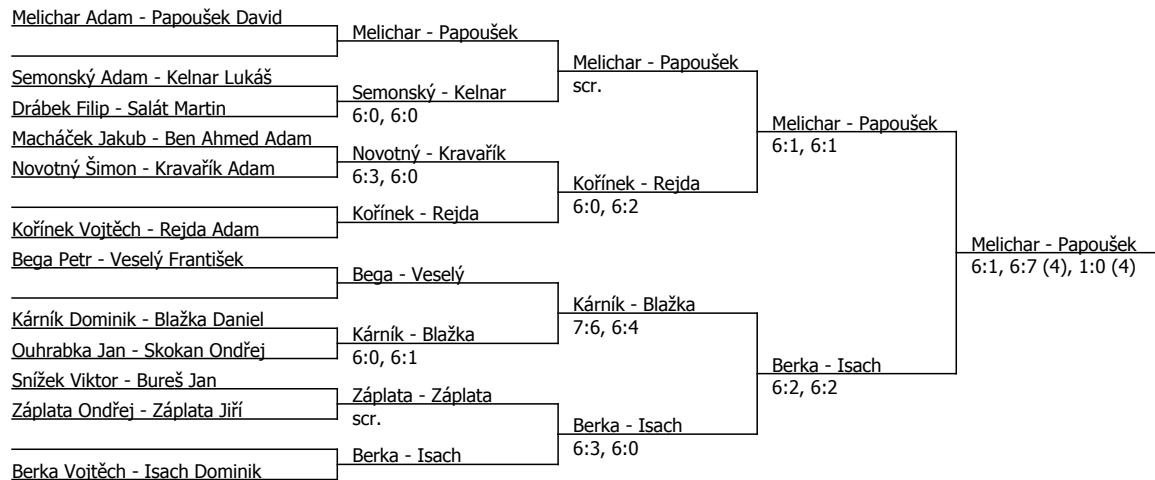 Melichar Adam - Papoušek David
Semonský Adam - Kelnar Lukáš
Drábek Filip - Salát Martin
Macháček Jakub - Ben Ahmed Adam
Novotný Šimon - Kravařík Adam
Kořínek Vojtěch - Rejda Adam
Bega Petr - Veselý František
Kárník Dominik - Blažka Daniel
Ouhrabka Jan - Skokan Ondřej
Snížek Viktor - Bureš Jan
Záplata Ondřej - Záplata Jiří
Berka Vojtěch - Isach Dominik
Melichar - Papoušek
Semonský - Kelnar
6:0, 6:0
Novotný - Kravařík
6:3, 6:0
Kořínek - Rejda
Bega - Veselý
Kárník - Blažka
6:0, 6:1
Záplata - Záplata
scr.
Berka - Isach
Melichar - Papoušek
scr.
Kořínek - Rejda
6:0, 6:2
Kárník - Blažka
7:6, 6:4
Berka - Isach
6:3, 6:0
Melichar - Papoušek
6:1, 6:1
Berka - Isach
6:2, 6:2
Melichar - Papoušek
6:1, 6:7 (4), 1:0 (4)